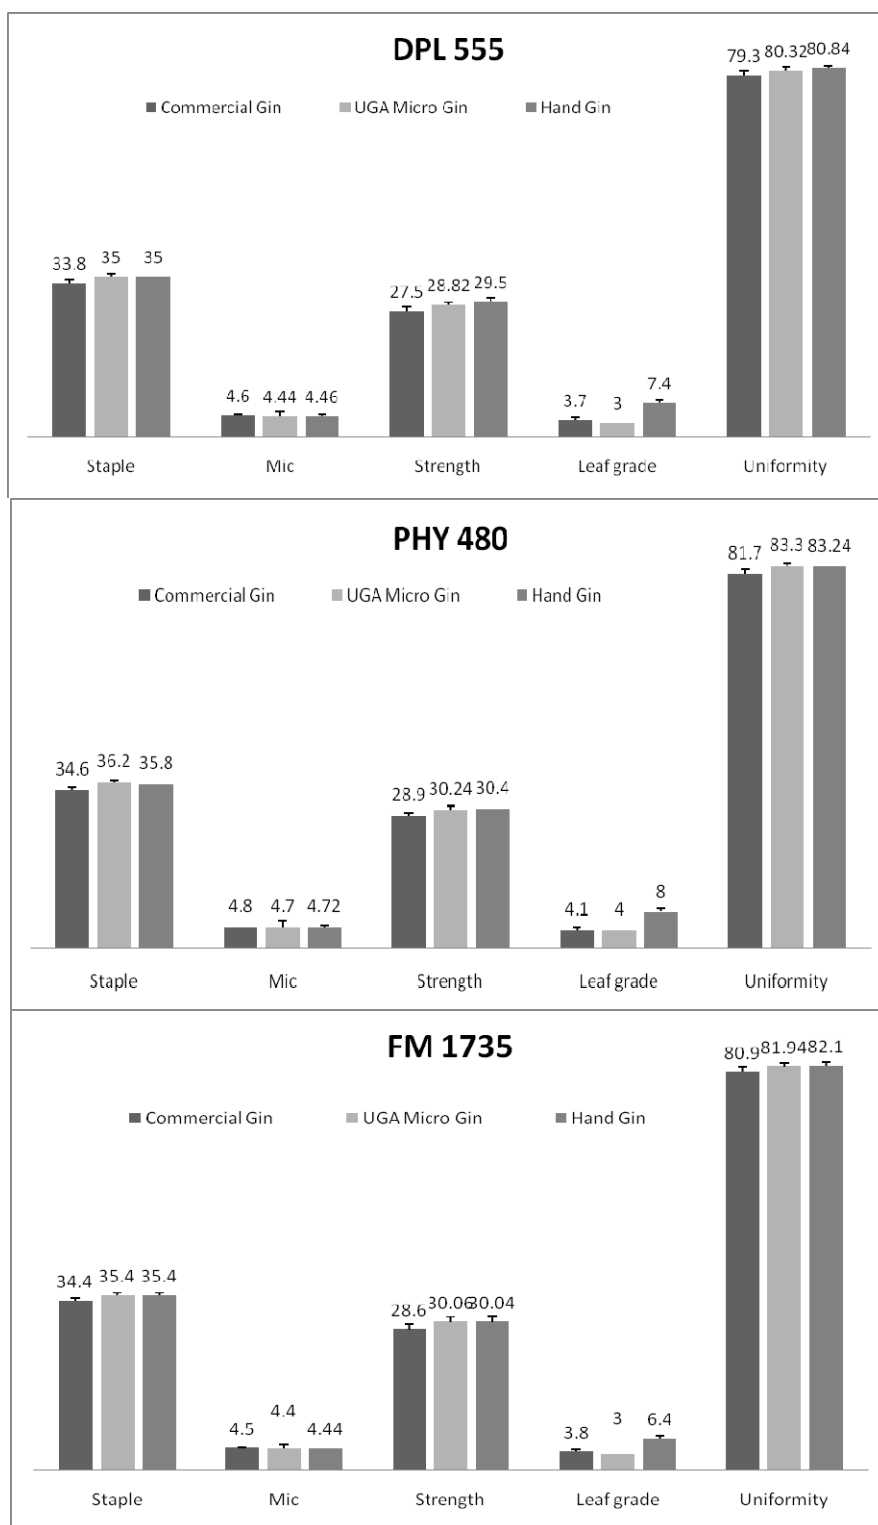 DPL 555
Commercial Gin UGA Micro Gin Hand Gin
79.3 80.32 80.84
33.8 35 35
27.5 28.82 29.5
4.6 4.44 4.46
3.7 3 7.4
Staple Mic Strength Leaf grade Uniformity
PHY 480
Commercial Gin UGA Micro Gin Hand Gin
81.7 83.3 83.24
34.6 36.2 35.8
28.9 30.24 30.4
4.8 4.7 4.72
4.1 4 8
Staple Mic Strength Leaf grade Uniformity
FM 1735
80.9 81.94 82.1
Commercial Gin UGA Micro Gin Hand Gin
34.4 35.4 35.4
28.6 30.06 30.04
4.5 4.4 4.44
3.8 3 6.4
Staple Mic Strength Leaf grade Uniformity